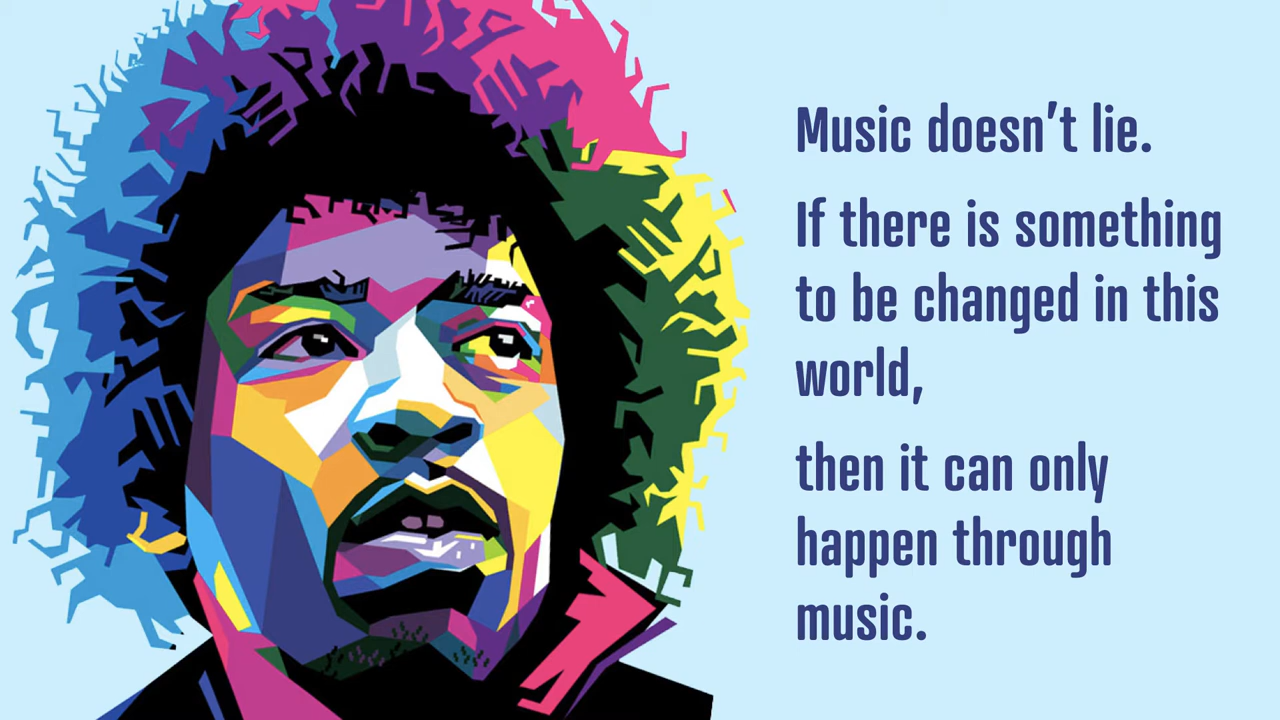 Music doesn’t lie.
If there is something
to be changed in this
world,
then it can only
happen through
music.